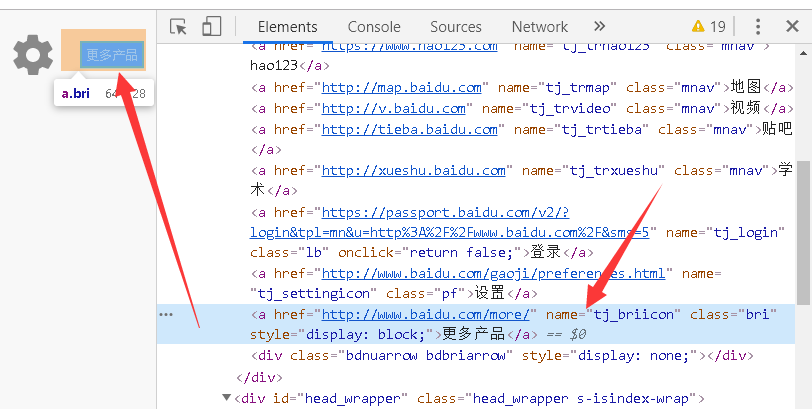 Elements Console Sources Network » 19
更多产品
a.bri 64 28
<a href="https://www.hao123.com" name="tj_trhao123" class="mnav">
hao123</a>
<a href="http://map.baidu.com" name="tj_trmap" class="mnav">地图</a>
<a href="http://v.baidu.com" name="tj_trvideo" class="mnav">视频</a>
<a href="http://tieba.baidu.com" name="tj_trtieba" class="mnav">贴吧
</a>
<a href="http://xueshu.baidu.com" name="tj_trxueshu" class="mnav">学
术</a>
<a href="https://passport.baidu.com/v2/?
login&tpl=mn&u=http%3A%2F%2Fwww.baidu.com%2F&sms=5" name="tj_login"
class="lb" onclick="return false;">登录</a>
<a href="http://www.baidu.com/gaoji/preferences.html" name=
"tj_settingicon" class="pf">设置</a>
<a href="http://www.baidu.com/more/" name="tj_briicon" class="bri"
style="display: block;">更多产品</a> == $0
<div class="bdnuarrow bdbriarrow" style="display: none;"></div>
</div>
<div id="head_wrapper" class="head_wrapper s-isindex-wrap">